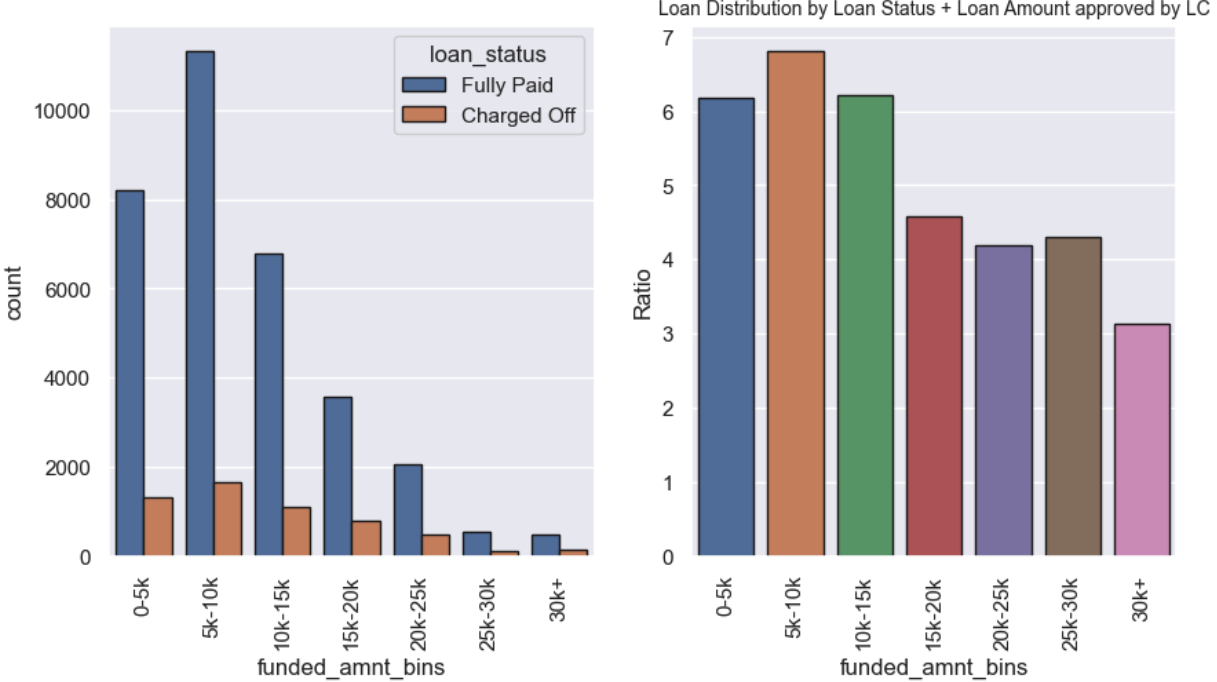 Loan Distribution by Loan Status + Loan Amount approved by LC
count
10000
8000
6000
4000
2000
0
loan_status
Fully Paid
Charged Off
0-5k
5k-10k
10k-15k
15k-20k
20k-25k
25k-30k
30k+
funded_amnt_bins
Ratio
7
6
5
4
3
2
1
0
0-5k
5k-10k
10k-15k
15k-20k
20k-25k
25k-30k
30k+
funded_amnt_bins